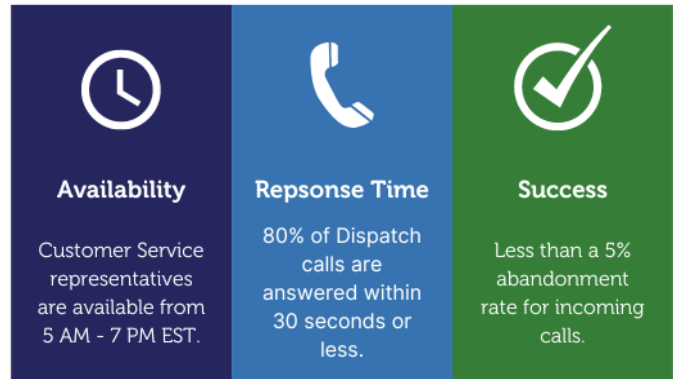 Availability
Customer Service
representatives
are available from
5 AM - 7 PM EST.
Repsonse Time
80% of Dispatch
calls are
answered within
30 seconds or
less.
Success
Less than a 5%
abandonment
rate for incoming
calls.